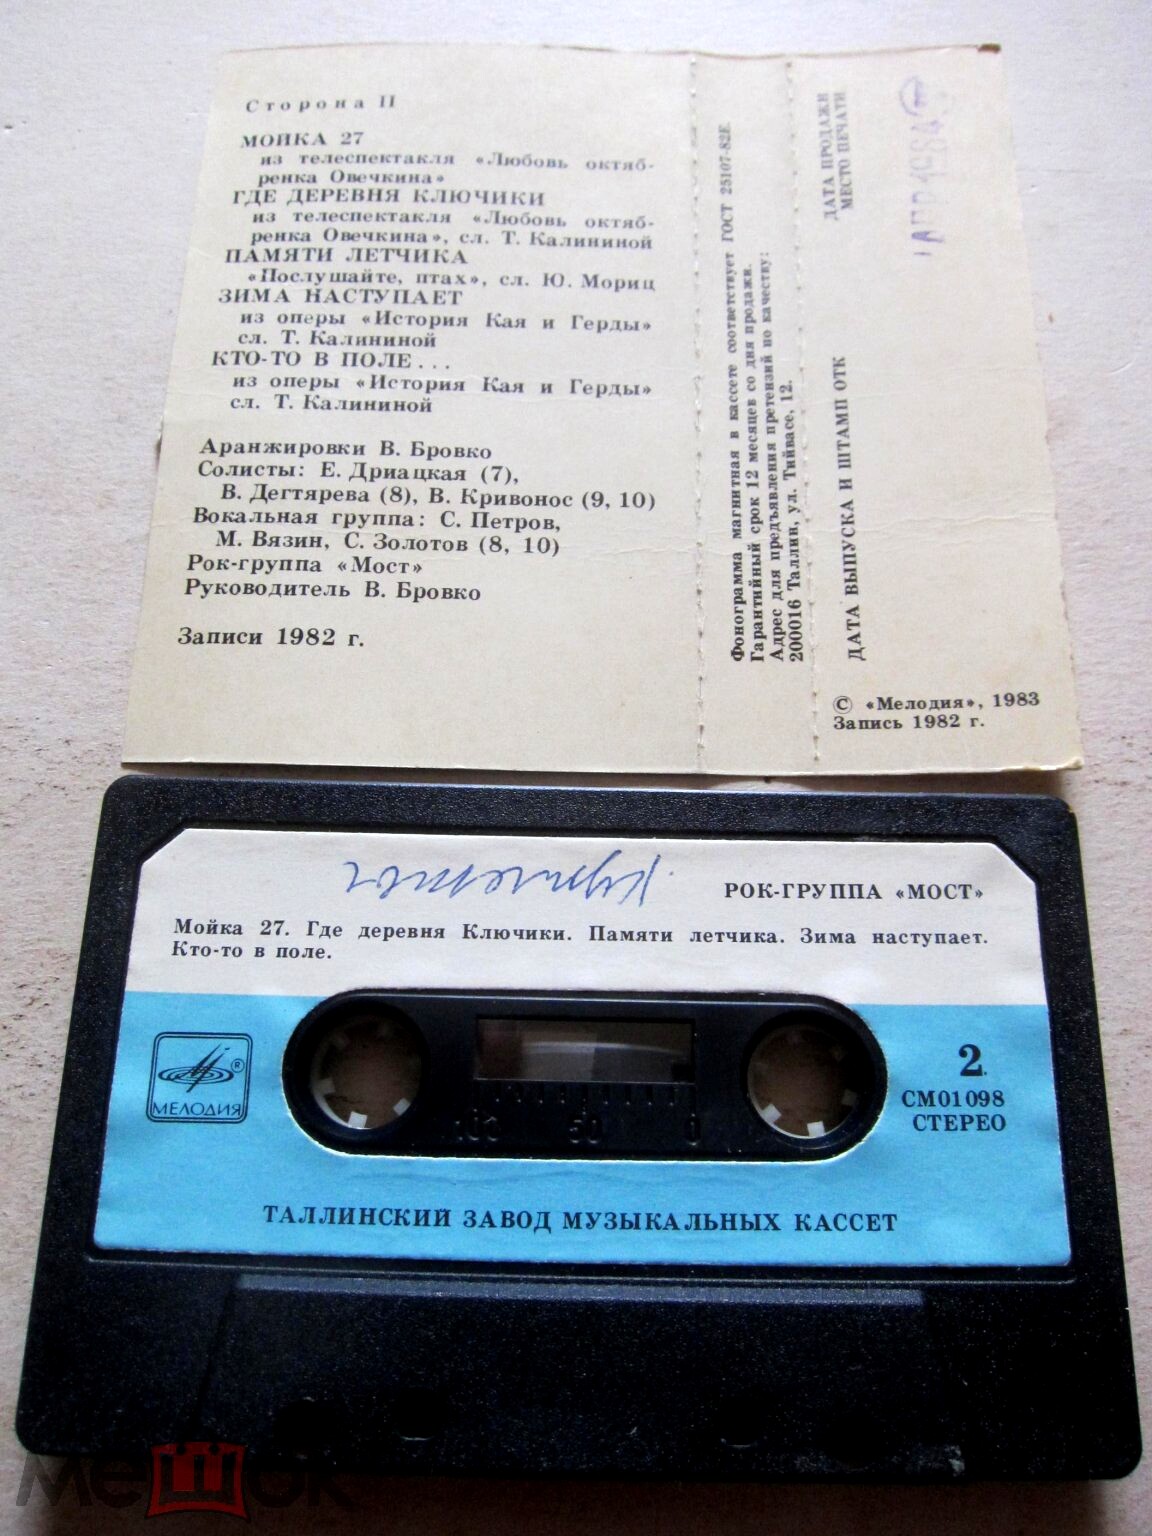 Сторона II
МОЙКА 27
из телеспектакля «Любовь октяб-
ренка Овечкина»
ГДЕ ДЕРЕВНЯ КЛЮЧИКИ
из телеспектакля «Любовь октяб-
ренка Овечкина», сл. Т. Калининой
ПАМЯТИ ЛЕТЧИКА
«Послушайте, птах», сл. Ю. Мориц
ЗИМА НАСТУПАЕТ
из оперы «История Кая и Герды»
сл. Т. Калининой
КТО-ТО В ПОЛЕ...
из оперы «История Кая и Герды»
сл. Т. Калининой
Аранжировки В. Бровко
Солисты: Е. Дриацкая (7),
В. Дегтярева (8), В. Кривонос (9, 10)
Вокальная группа: С. Петров,
М. Вязин, С. Золотов (8, 10)
Рок-группа «Мост»
Руководитель В. Бровко
Записи 1982 г.
Фонограмма магнитная в кассете соответствует ГОСТ 25107-82Е.
Гарантийный срок 12 месяцев со дня продажи.
Адрес для предъявления претензий по качеству:
200016 Таллин, ул. Тийвасе, 12.
ДАТА ПРОДАЖИ
МЕСТО ПЕЧАТИ
ДАТА ВЫПУСКА И ШТАМП ОТК
© «Мелодия», 1983
Запись 1982 г.
РОК-ГРУППА «МОСТ»
Мойка 27. Где деревня Ключики. Памяти летчика. Зима наступает.
Кто-то в поле.
МЕЛОДИЯ ®
2
СМ01098
СТЕРЕО
100 50 0
ТАЛЛИНСКИЙ ЗАВОД МУЗЫКАЛЬНЫХ КАССЕТ
мешок